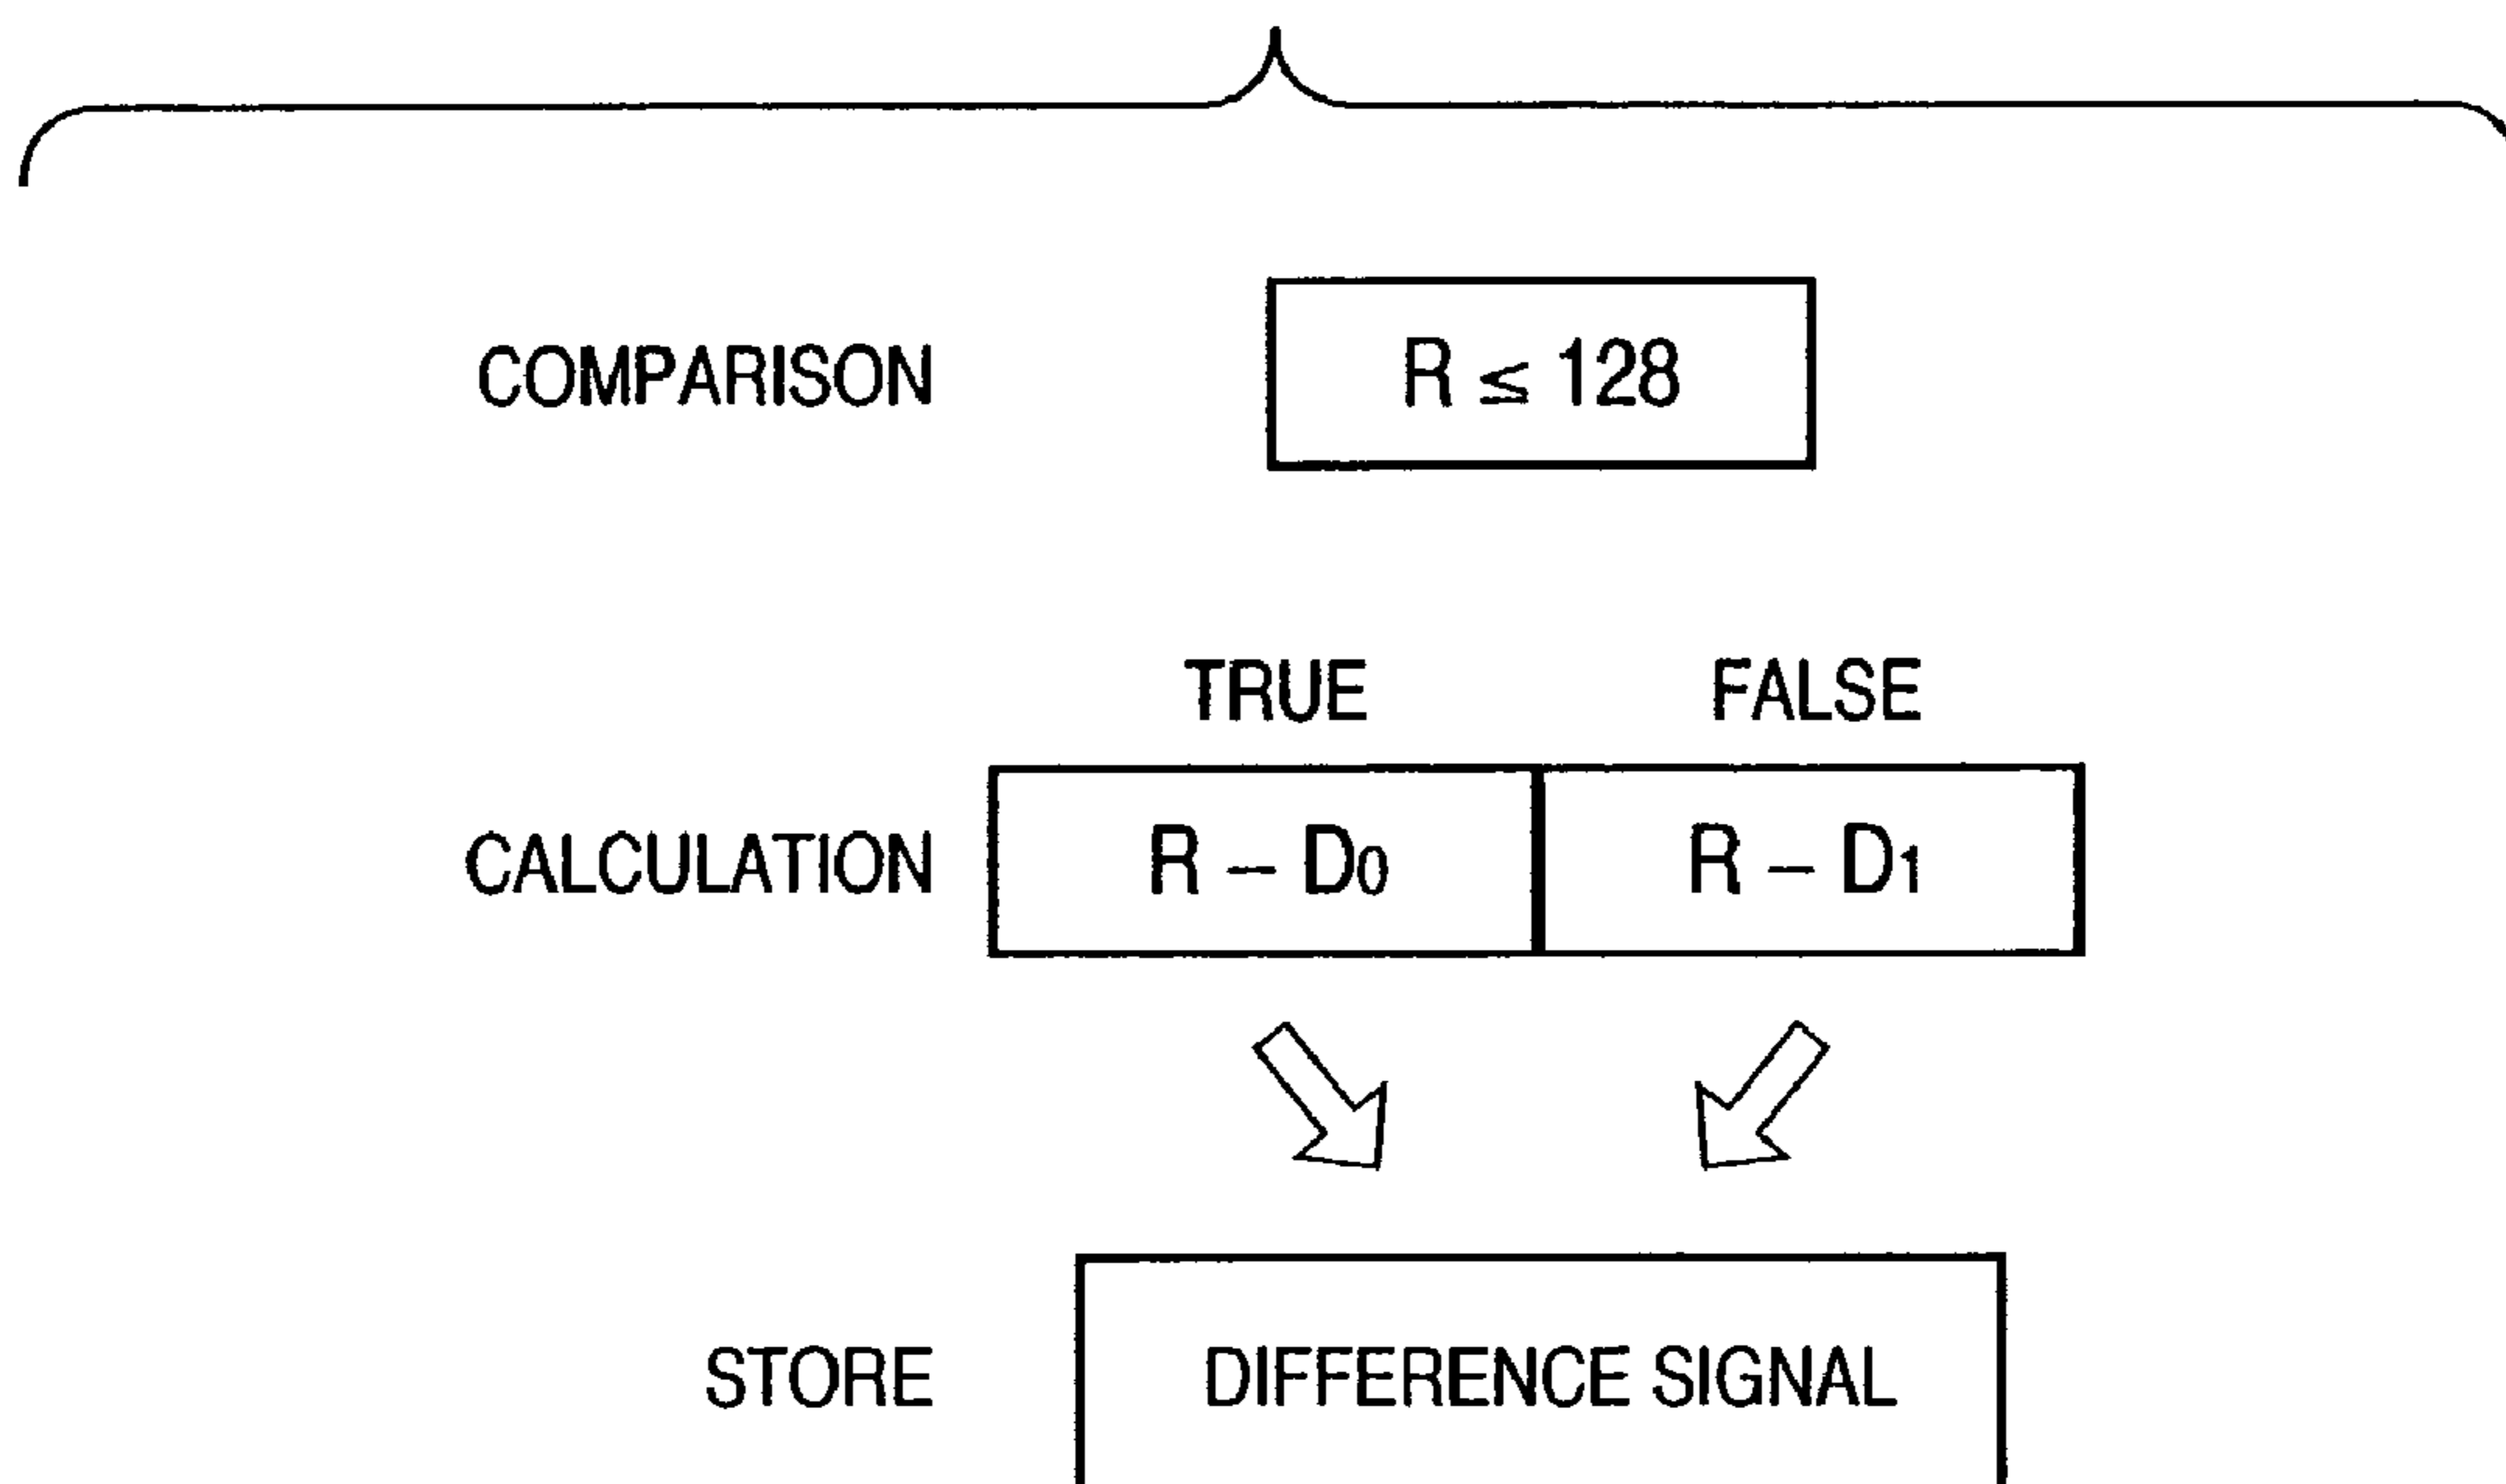 COMPARISON R ≤ 128
TRUE FALSE
CALCULATION R – D0 R – D1
STORE DIFFERENCE SIGNAL